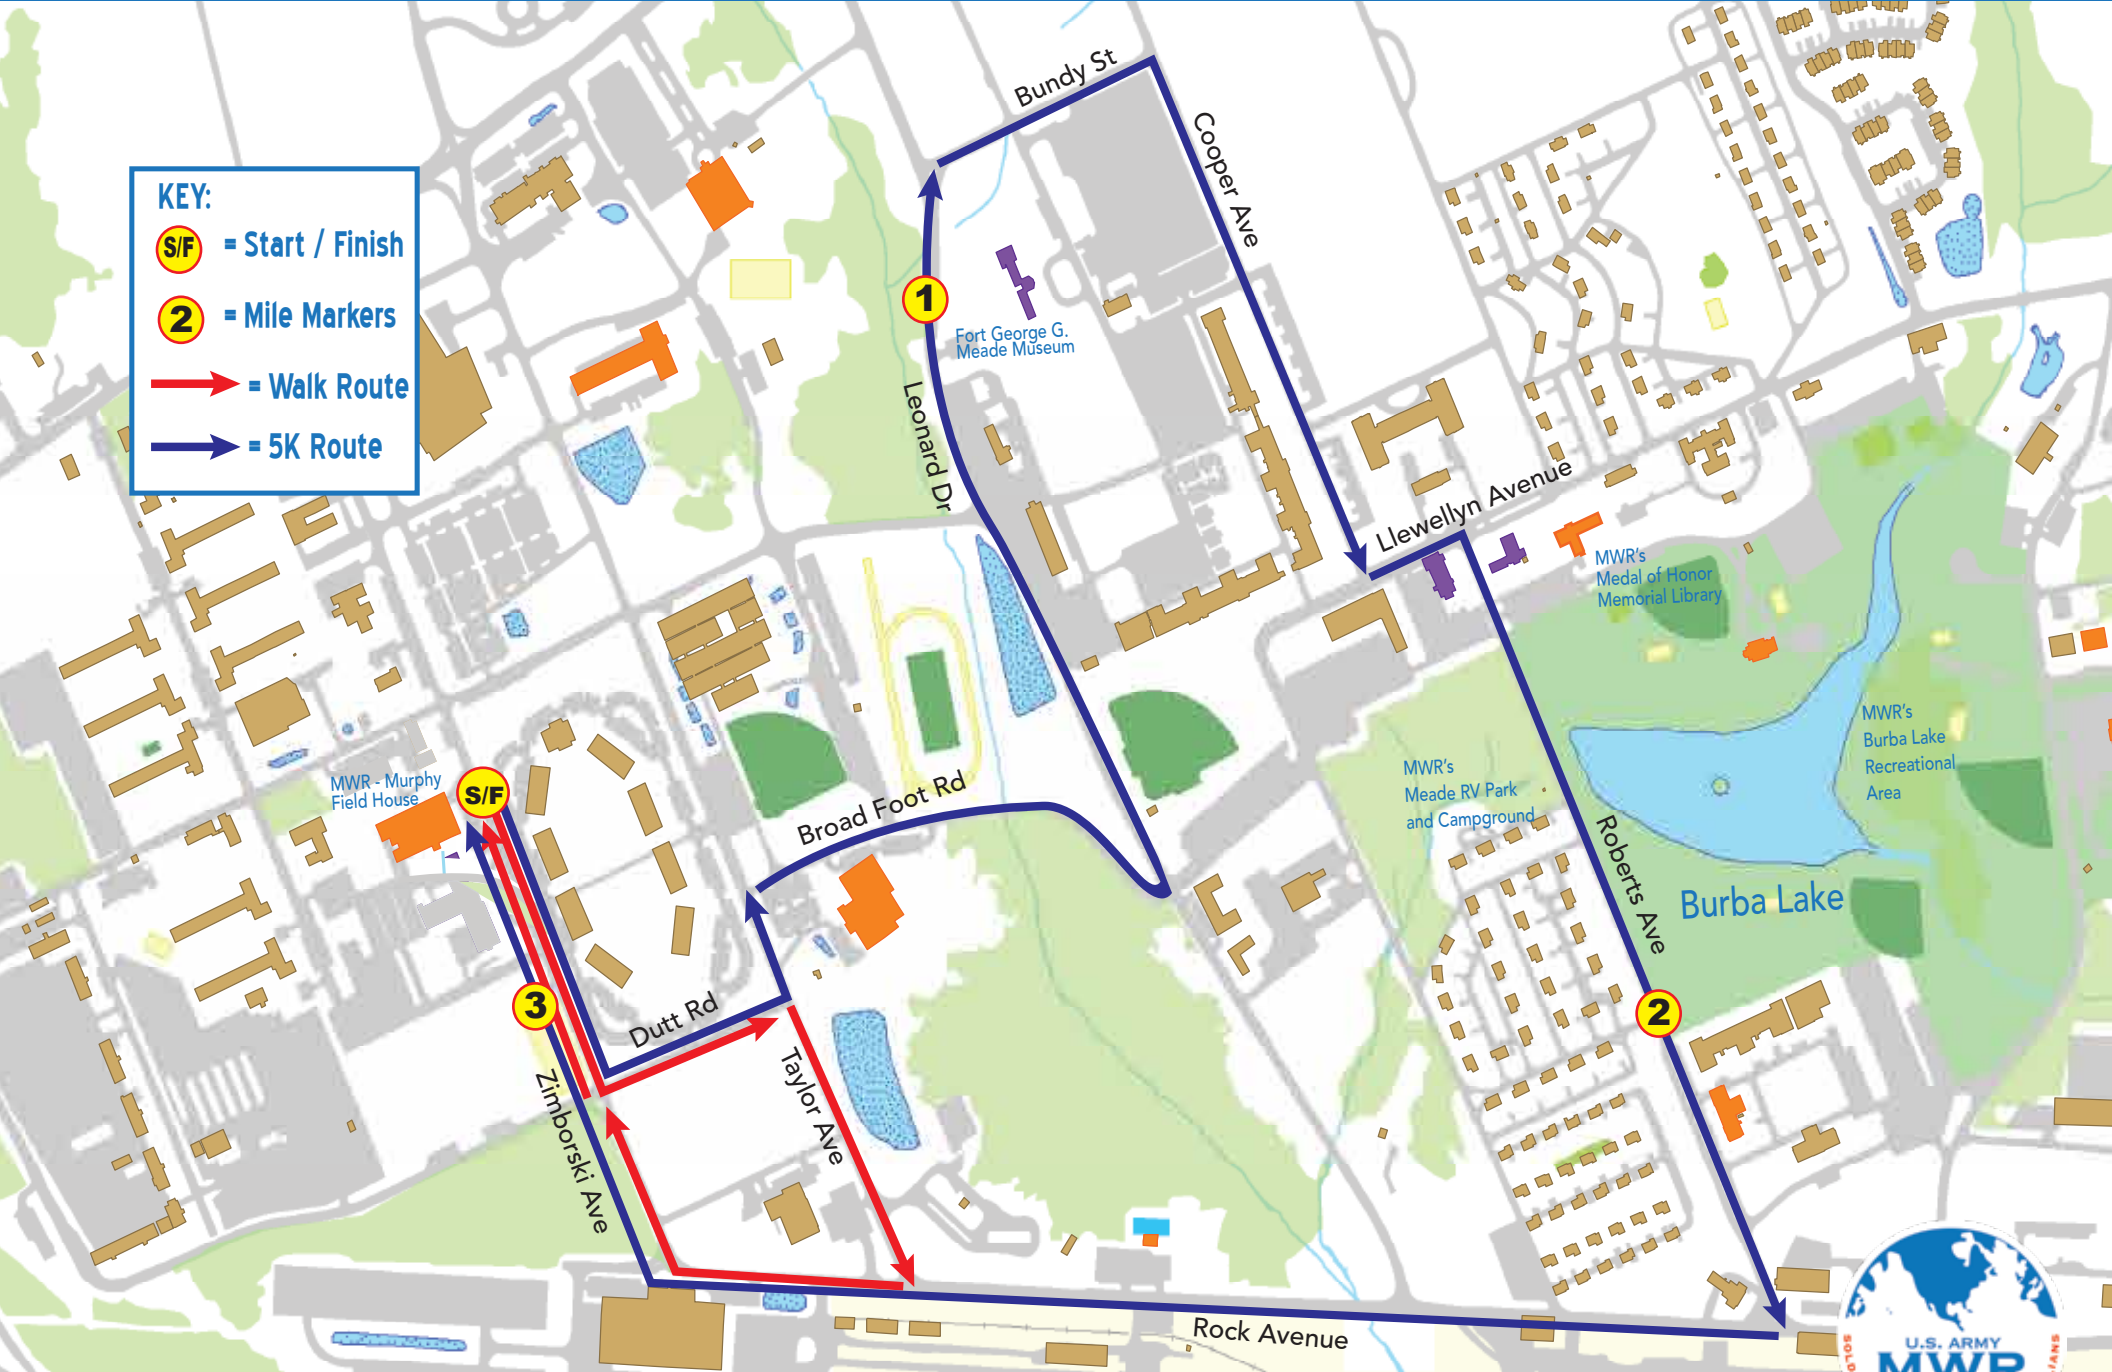 KEY:
S/F = Start / Finish
2 = Mile Markers
= Walk Route
= 5K Route
Bundy St
Cooper Ave
1
Fort George G.
Meade Museum
Leonard Dr
Llewellyn Avenue
MWR's
Medal of Honor
Memorial Library
MWR's
Burba Lake
Recreational
Area
MWR's
Meade RV Park
and Campground
MWR - Murphy
Field House
S/F
Broad Foot Rd
Roberts Ave
Burba Lake
3
Dutt Rd
2
Taylor Ave
Zimborski Ave
Rock Avenue
U.S. ARMY
MWR